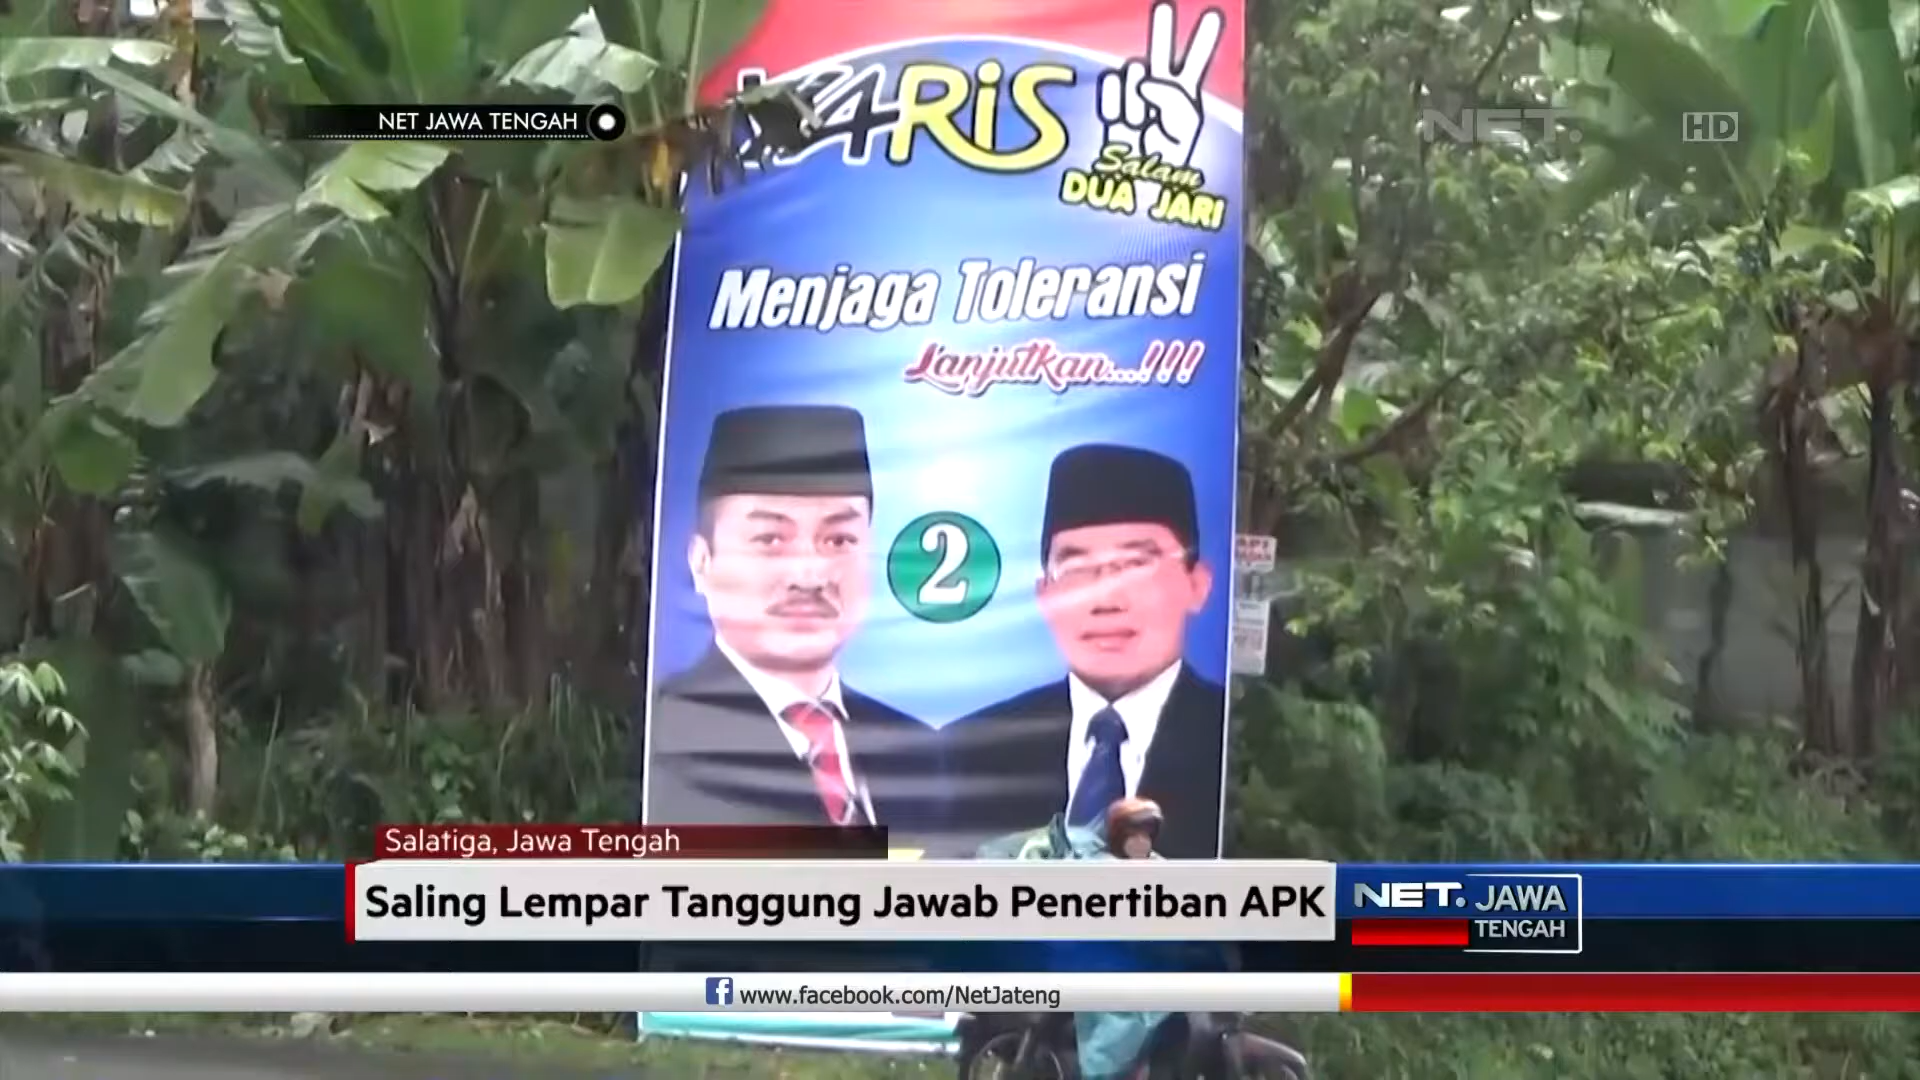 NET JAWA TENGAH
NET.
HD
RiS
Salam
DUA JARI
Menjaga Toleransi
Lanjutkan...!!!
2
Salatiga, Jawa Tengah
Saling Lempar Tanggung Jawab Penertiban APK
NET. JAWA
TENGAH
www.facebook.com/NetJateng